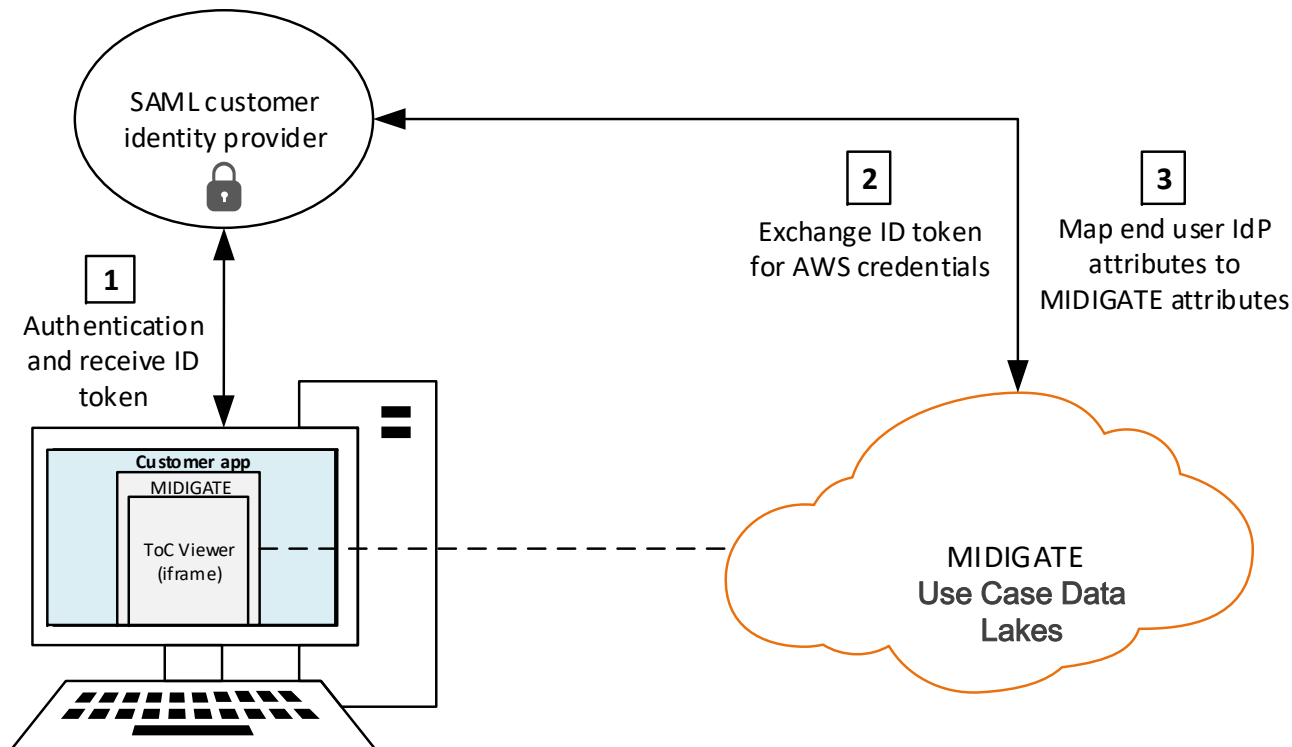 SAML customer
identity provider
1
Authentication
and receive ID
token
2
Exchange ID token
for AWS credentials
3
Map end user IdP
attributes to
MIDIGATE attributes
Customer app
MIDIGATE
ToC Viewer
(iframe)
MIDIGATE
Use Case Data
Lakes